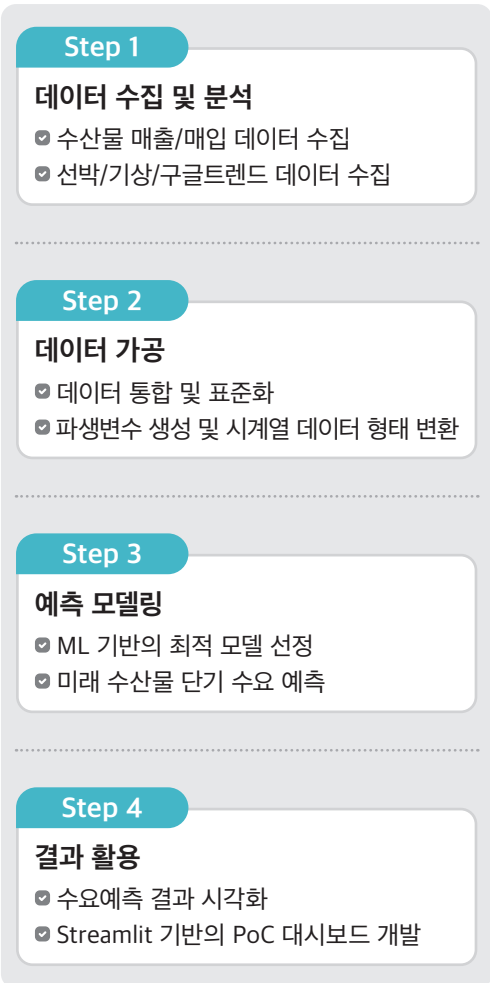 Step 1
데이터 수집 및 분석
수산물 매출/매입 데이터 수집
선박/기상/구글트렌드 데이터 수집
Step 2
데이터 가공
데이터 통합 및 표준화
파생변수 생성 및 시계열 데이터 형태 변환
Step 3
예측 모델링
ML 기반의 최적 모델 선정
미래 수산물 단기 수요 예측
Step 4
결과 활용
수요예측 결과 시각화
Streamlit 기반의 PoC 대시보드 개발